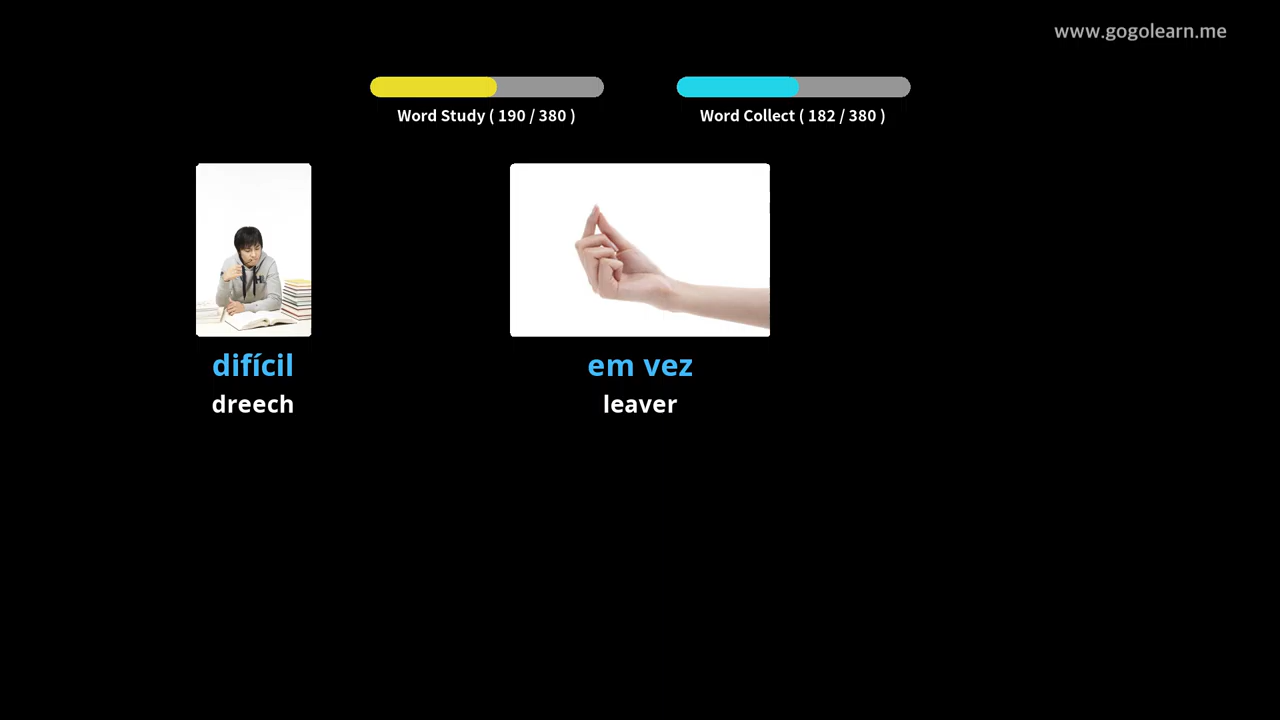 www.gogolearn.me
Word Study ( 190 / 380 )
Word Collect ( 182 / 380 )
difícil
dreech
em vez
leaver